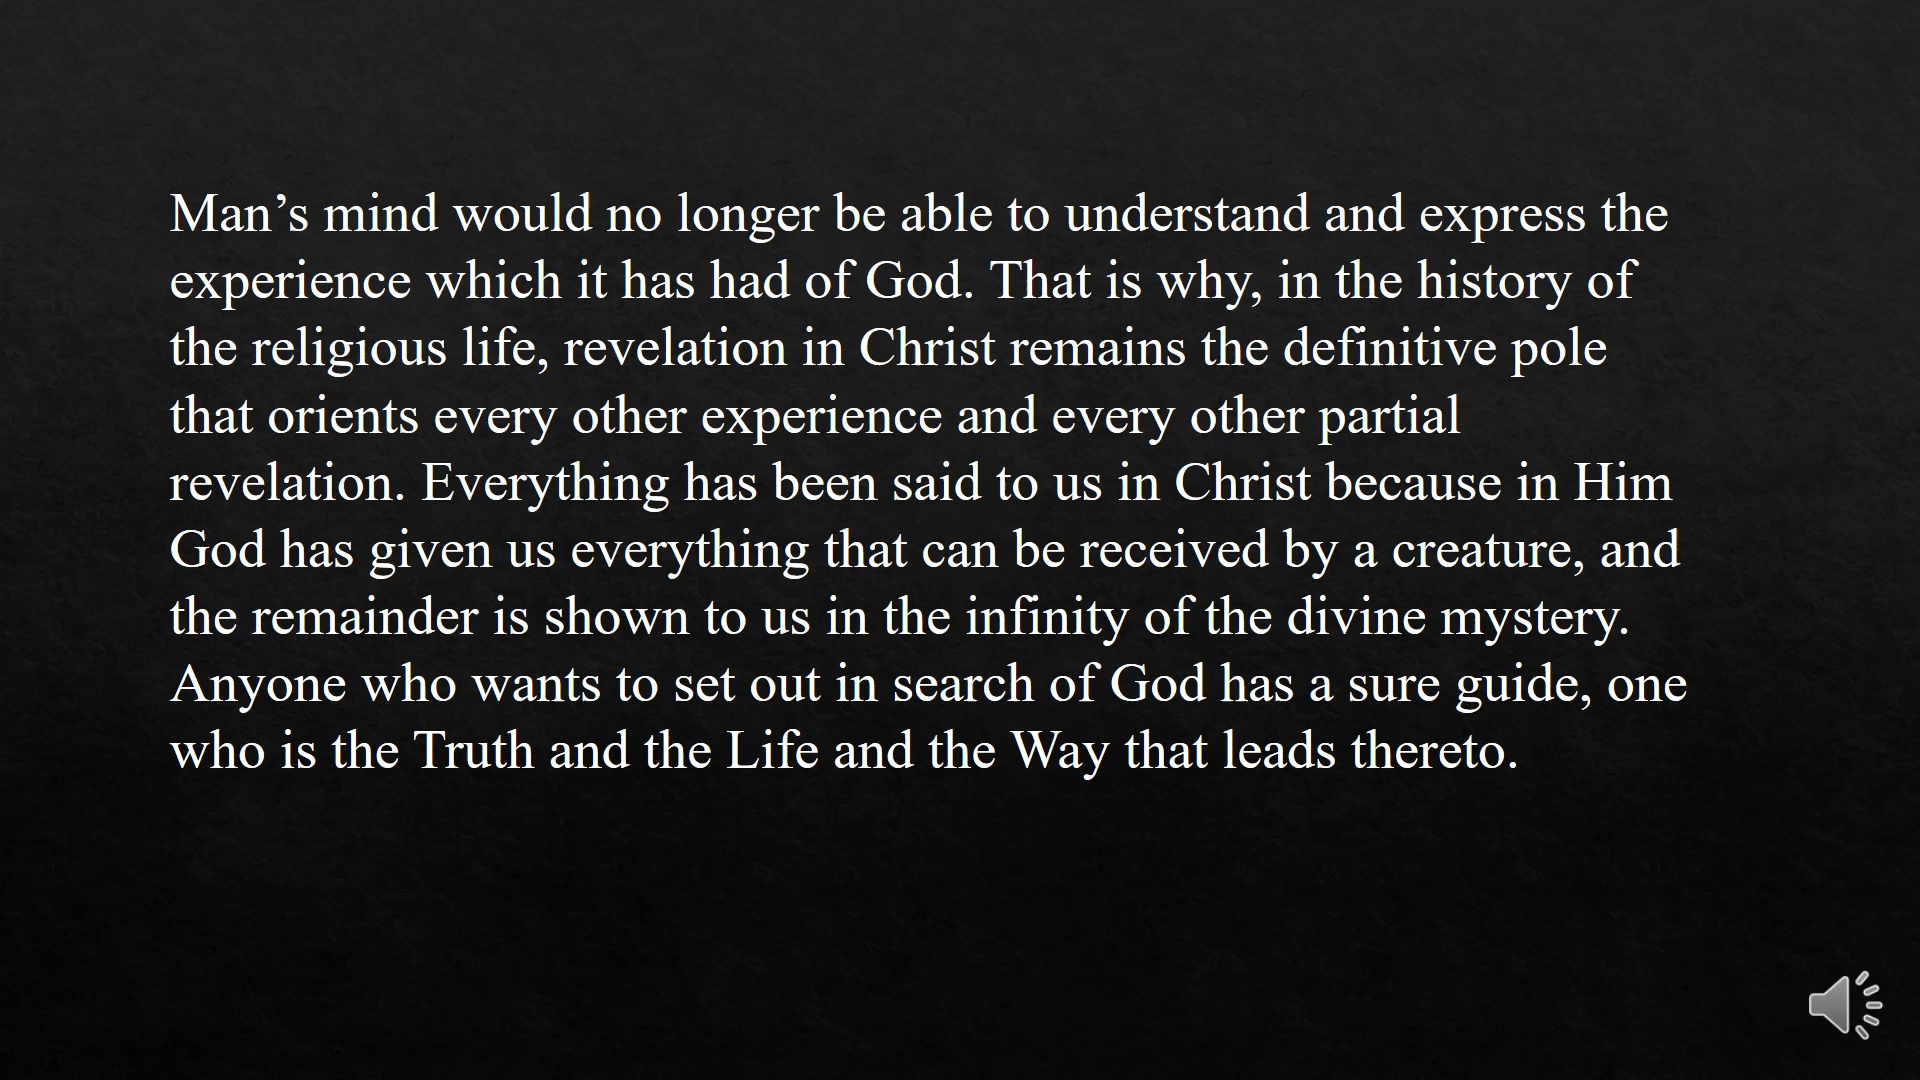 Man’s mind would no longer be able to understand and express the
experience which it has had of God. That is why, in the history of
the religious life, revelation in Christ remains the definitive pole
that orients every other experience and every other partial
revelation. Everything has been said to us in Christ because in Him
God has given us everything that can be received by a creature, and
the remainder is shown to us in the infinity of the divine mystery.
Anyone who wants to set out in search of God has a sure guide, one
who is the Truth and the Life and the Way that leads thereto.